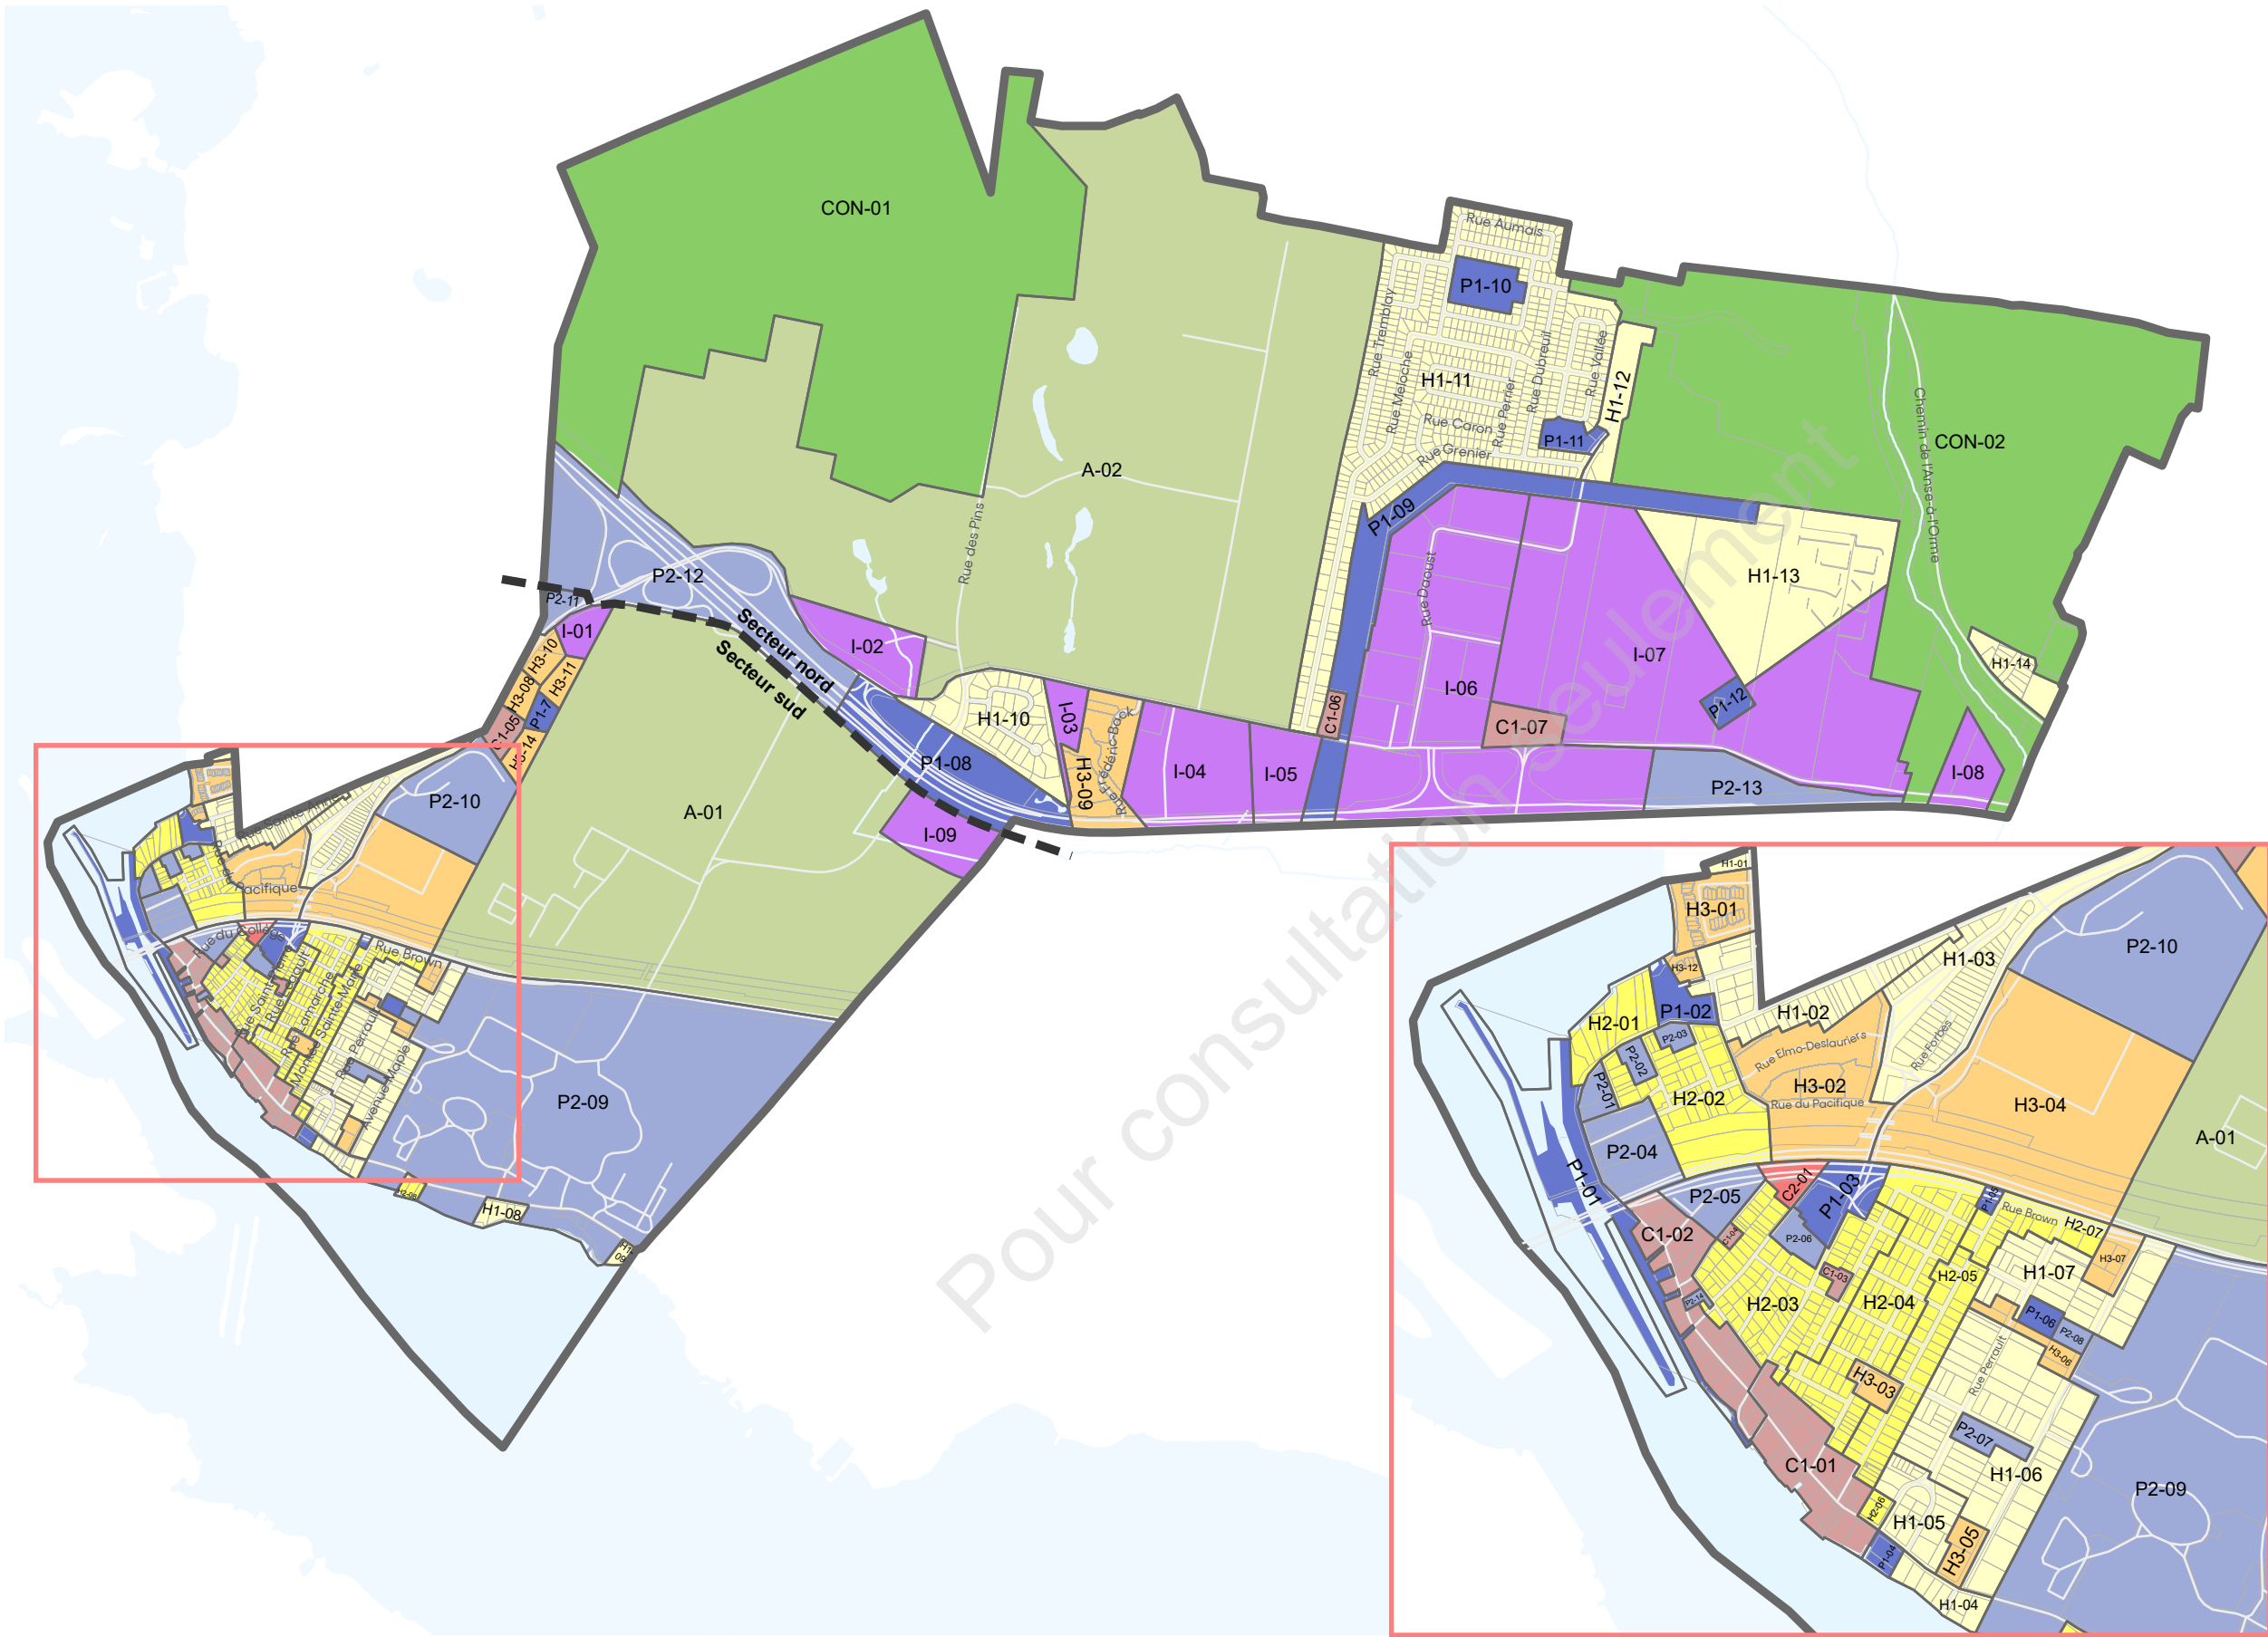 CON-01
Rue Aumais
P1-10
Rue Tremblay
Rue Meloche
Rue Dubreuil
Rue Vallée
H1-11
H1-12
Rue Perrier
Rue Caron
P1-11
Rue Grenier
CON-02
Chemin de l'Anse-à-l'Orme
A-02
P1-09
Rue des Pins
Rue Daoust
P2-12
P2-11
H1-13
I-01
Secteur nord
Secteur sud
I-02
I-07
H3-10
H3-11
H3-08
P1-7
C1-05
H3-14
H1-14
I-06
P1-12
C1-06
C1-07
H1-10
I-03
Rue Frédéric-Back
H3-09
P1-08
I-04
I-05
I-08
P2-13
P2-10
A-01
I-09
Pacifique
Rue du Collège
Rue Brown
Montée Sainte-Marie
Rue Perrault
Avenue Maple
P2-09
H1-08
H1-09
Pour consultation seulement
H1-01
H3-01
H3-12
P1-02
H2-01
P2-03
P2-02
P2-01
H2-02
P2-04
P1-01
H1-02
H1-03
Rue Elmo-Deslauriers
Rue Forbes
H3-02
Rue du Pacifique
P2-10
H3-04
A-01
P2-05
C2-01
P1-03
C1-02
C1-04
P2-06
P1-05
Rue Brown
H2-07
H3-07
C1-03
H2-05
H1-07
P2-14
H2-03
H2-04
P1-06
P2-08
H3-06
Rue Perrault
H3-03
P2-07
C1-01
H1-06
P2-09
H2-06
H1-05
H3-05
P1-04
H1-04